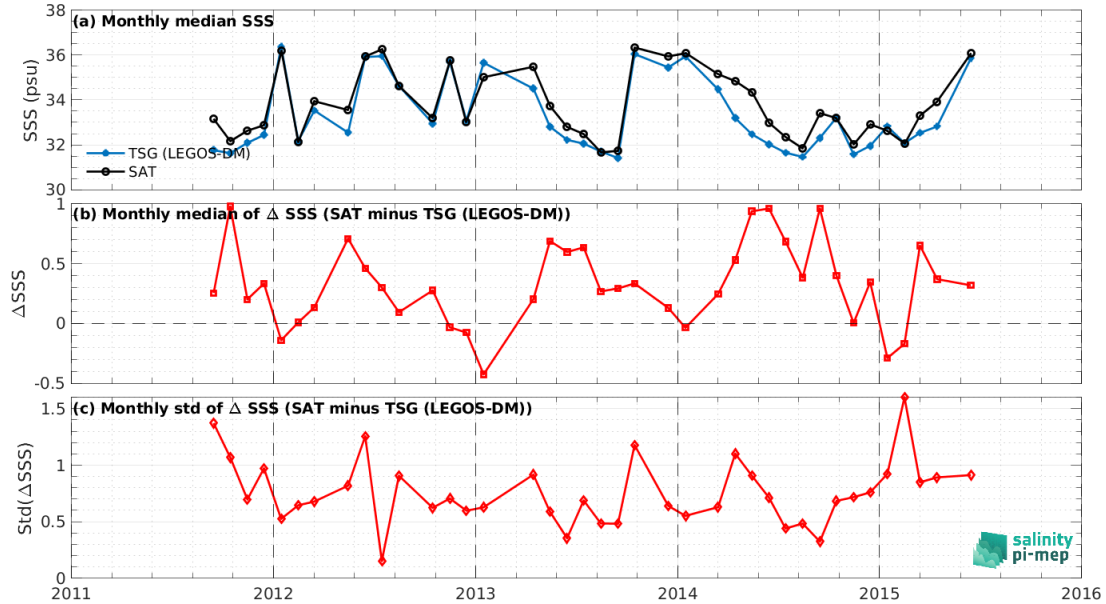 38
(a) Monthly median SSS
36
34
SSS (psu)
32
TSG (LEGOS-DM)
SAT
30
1
(b) Monthly median of Δ SSS (SAT minus TSG (LEGOS-DM))
0.5
ΔSSS
0
-0.5
1.5
(c) Monthly std of Δ SSS (SAT minus TSG (LEGOS-DM))
1
Std(ΔSSS)
0.5
salinity
pi-mep
0
2011 2012 2013 2014 2015 2016